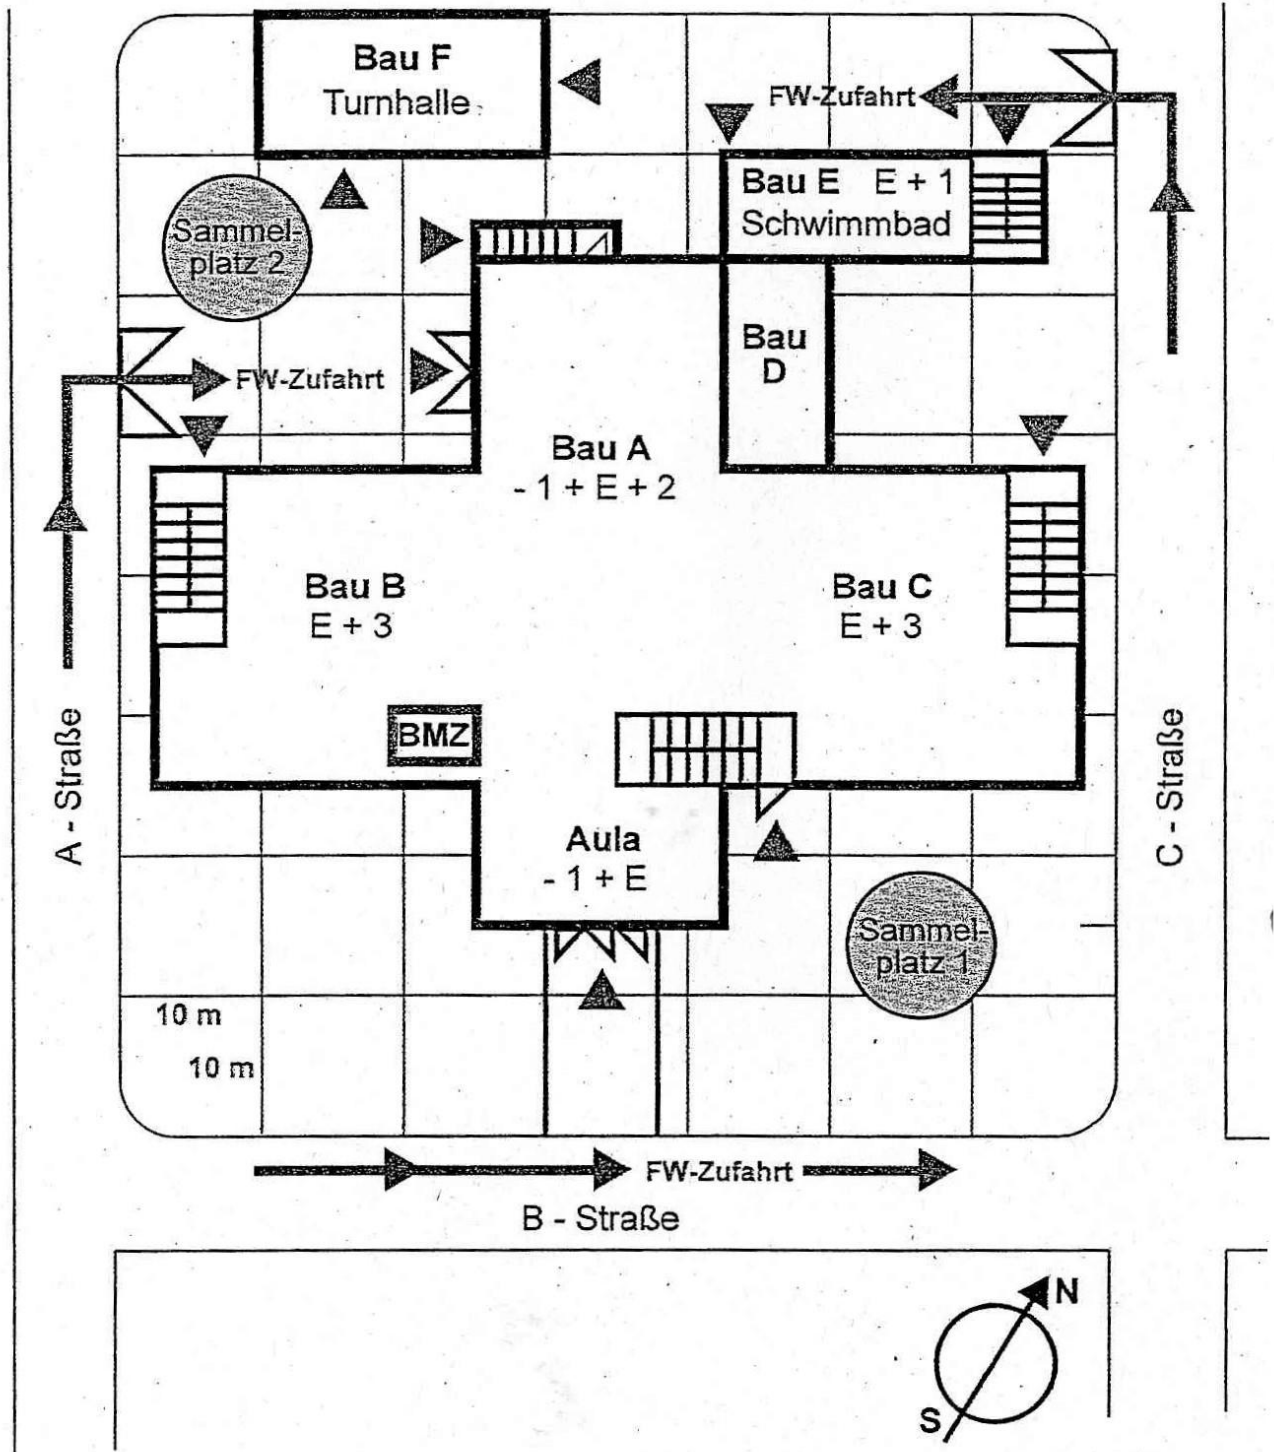 Bau F
Turnhalle
FW-Zufahrt
Bau E E + 1
Schwimmbad
Sammel-
platz 2
Bau
D
FW-Zufahrt
Bau A
- 1 + E + 2
Bau B
E + 3
Bau C
E + 3
BMZ
A - Straße
C - Straße
Aula
- 1 + E
Sammel-
platz 1
10 m
10 m
FW-Zufahrt
B - Straße
N
S